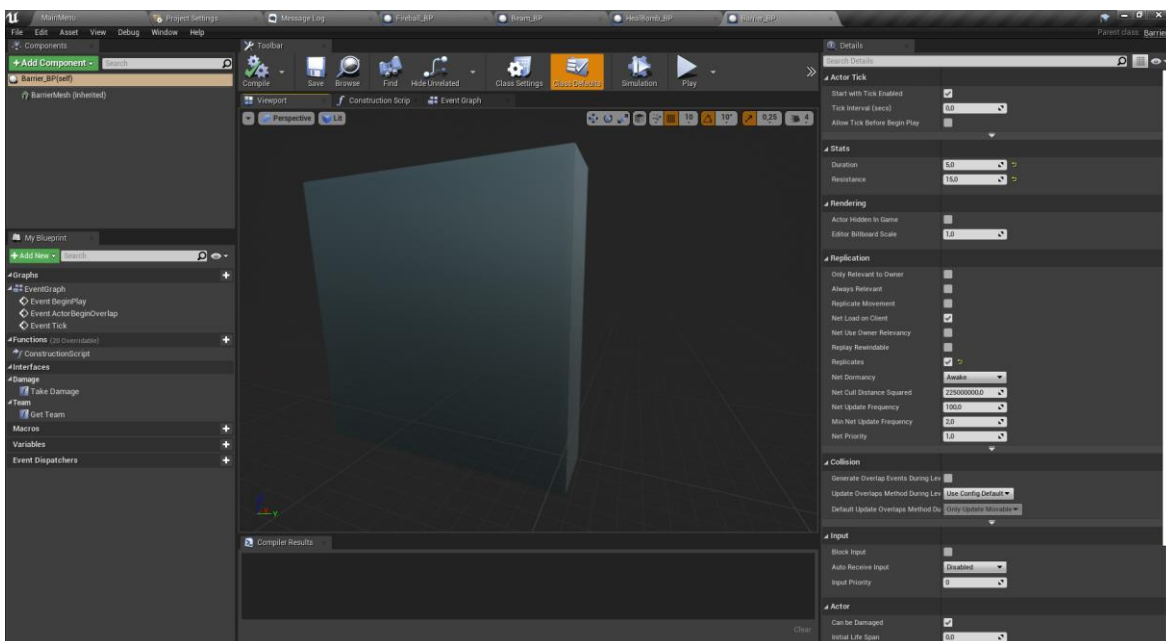 MainMenu Project Settings Message Log Fireball_BP Beam_BP HealBomb_BP Barrier_BP
File Edit Asset View Debug Window Help
Parent class: Barrier
Components
+Add Component Search
Barrier_BP(self)
BarrierMesh (Inherited)
My Blueprint
+Add New Search
Graphs
EventGraph
Event BeginPlay
Event ActorBeginOverlap
Event Tick
Functions (20 Overridable)
ConstructionScript
Interfaces
Damage
Take Damage
Team
Get Team
Macros
Variables
Event Dispatchers
Toolbar
Compile Save Browse Find Hide Unrelated Class Settings Class Defaults Simulation Play
Viewport Construction Scrip Event Graph
Perspective Lit 10 10° 0,25 4
Y
Compiler Results
Clear
Details
Search Details
Actor Tick
Start with Tick Enabled
Tick Interval (secs) 0,0
Allow Tick Before Begin Play
Stats
Duration 5,0
Resistance 15,0
Rendering
Actor Hidden In Game
Editor Billboard Scale 1,0
Replication
Only Relevant to Owner
Always Relevant
Replicate Movement
Net Load on Client
Net Use Owner Relevancy
Replay Rewindable
Replicates
Net Dormancy Awake
Net Cull Distance Squared 225000000,0
Net Update Frequency 100,0
Min Net Update Frequency 2,0
Net Priority 1,0
Collision
Generate Overlap Events During Lev
Update Overlaps Method During Lev Use Config Default
Default Update Overlaps Method Du Only Update Movable
Input
Block Input
Auto Receive Input Disabled
Input Priority 0
Actor
Can be Damaged
Initial Life Span 0,0